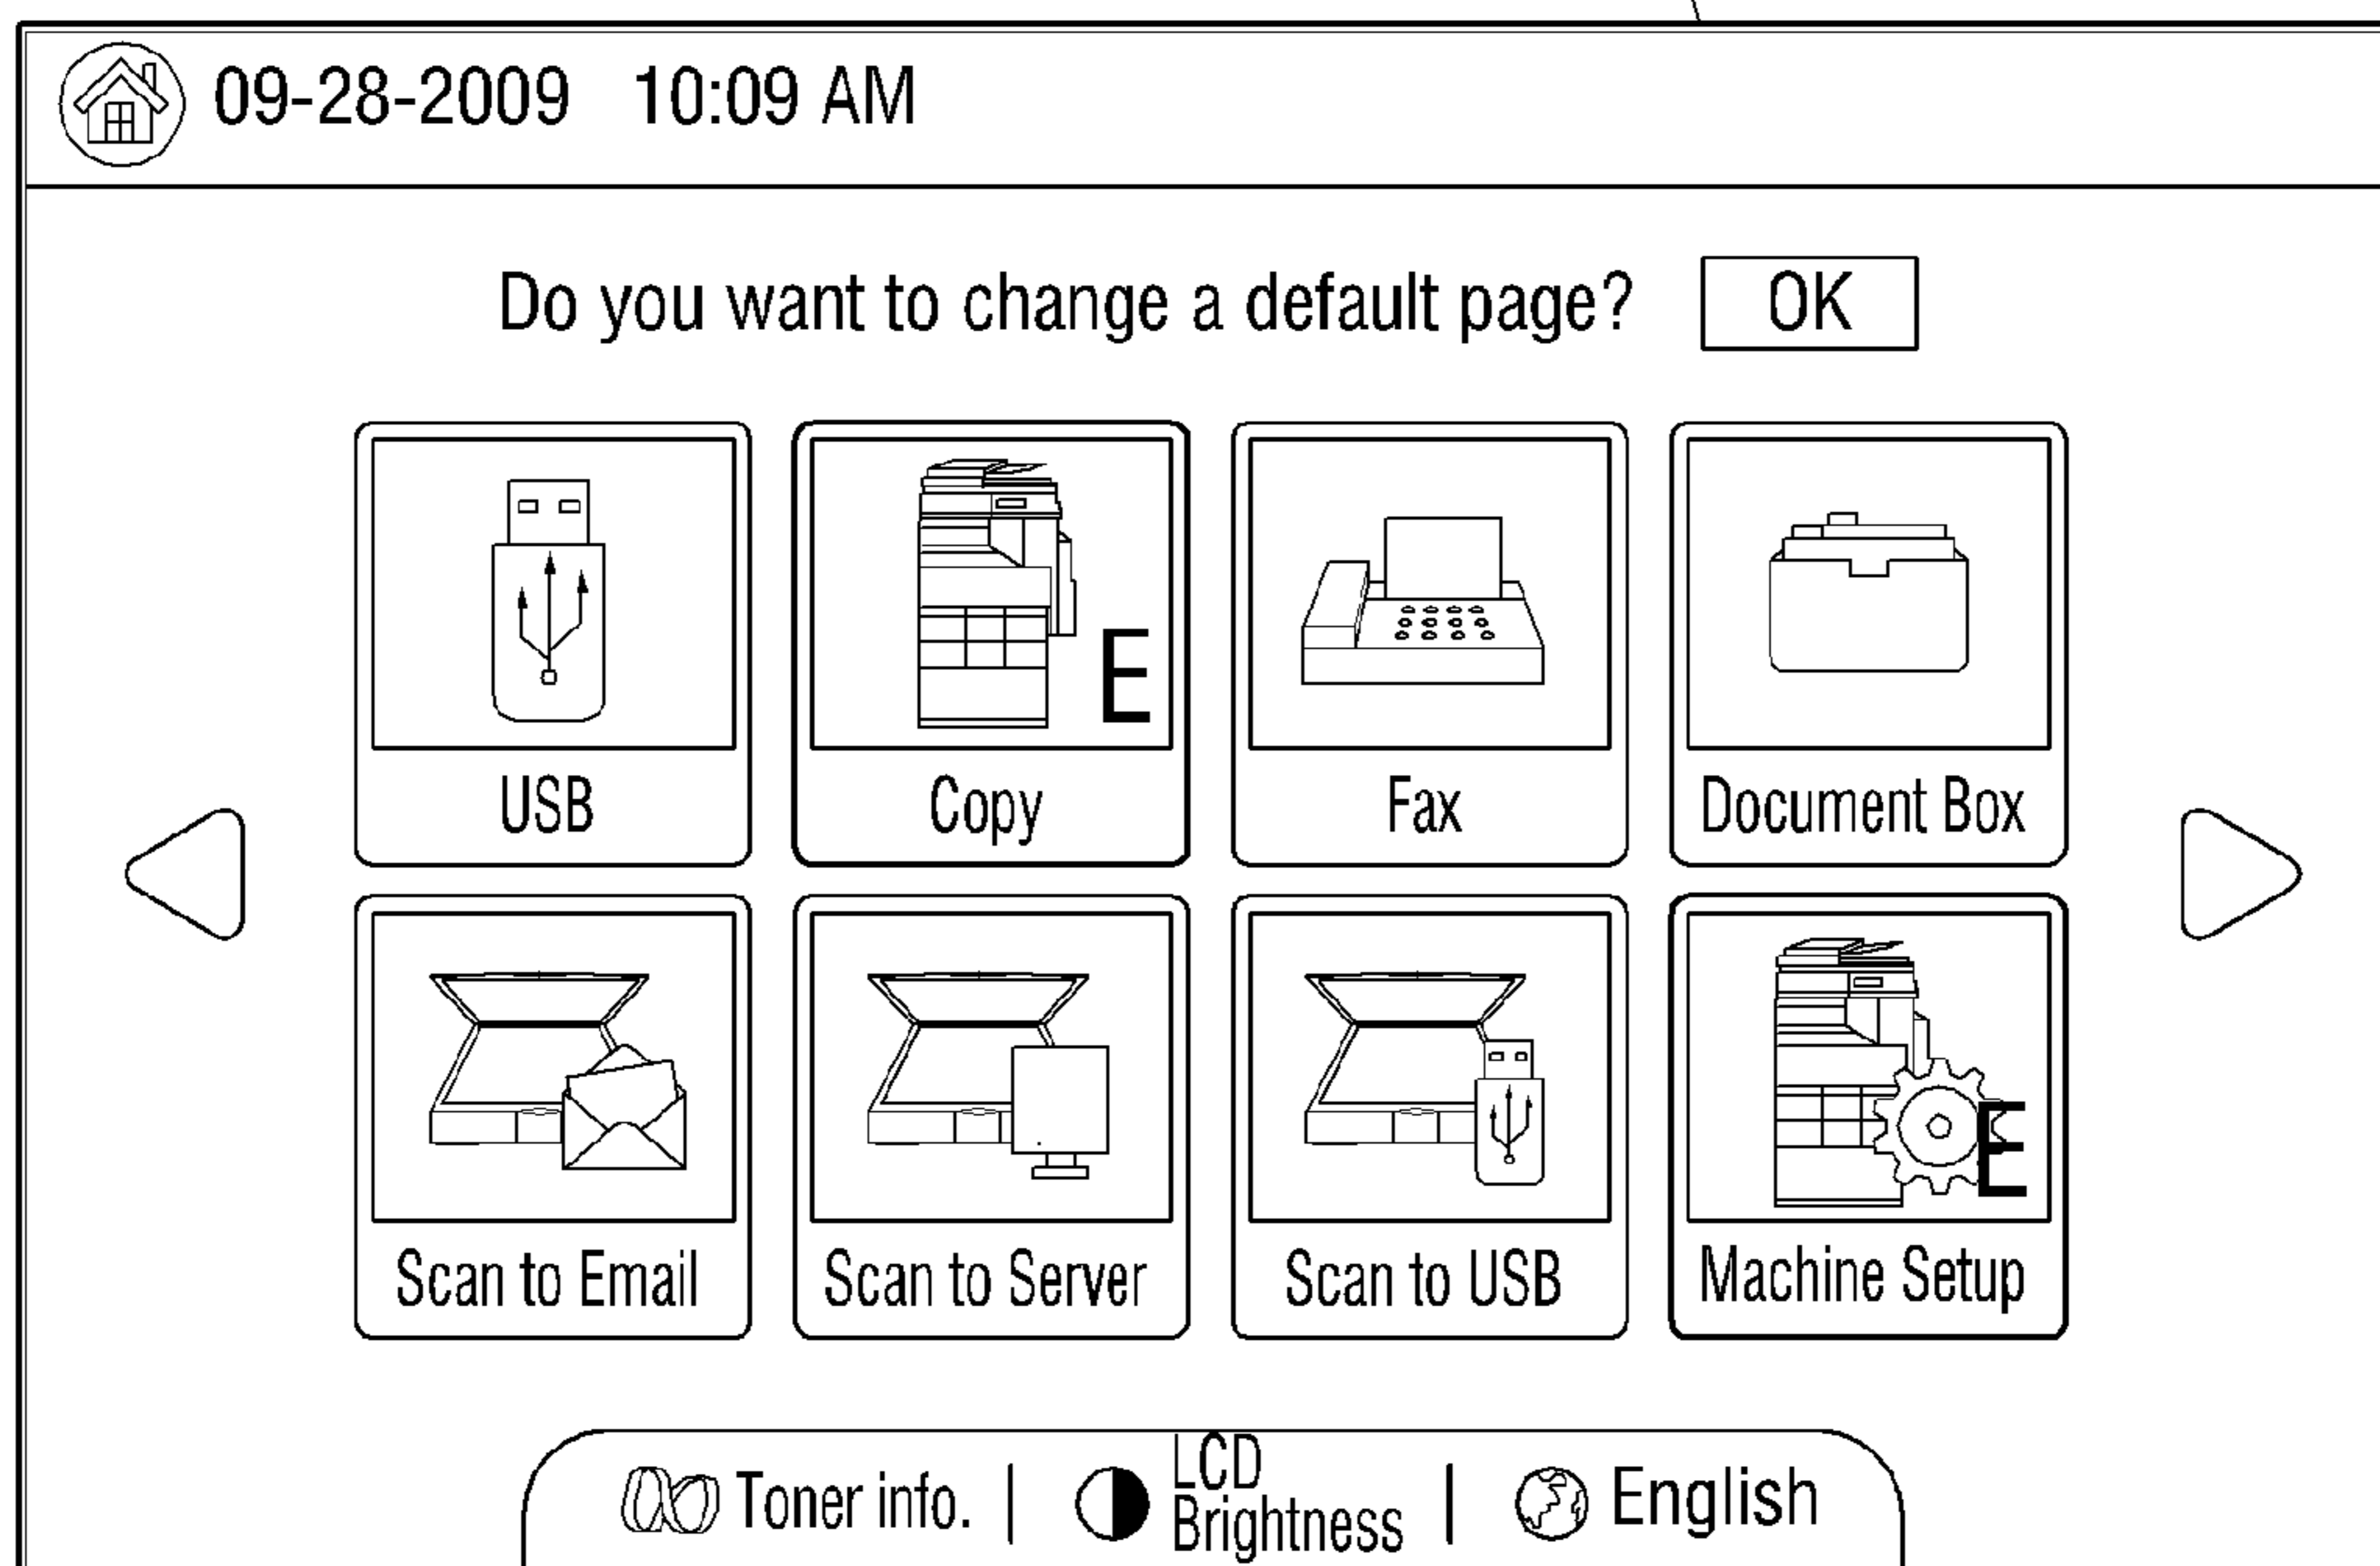 09-28-2009 10:09 AM
Do you want to change a default page? OK
E
USB Copy Fax Document Box
E
Scan to Email Scan to Server Scan to USB Machine Setup
Toner info. | LCD Brightness | English